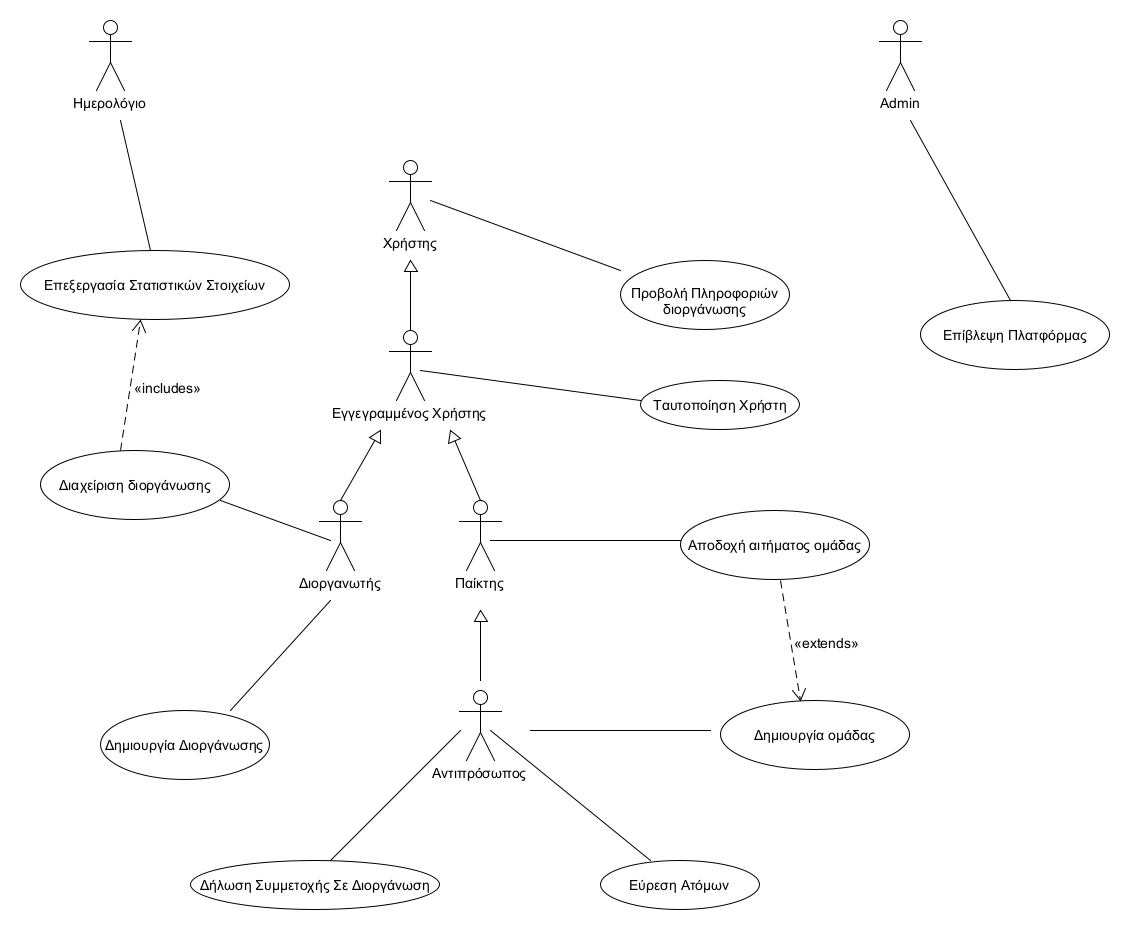 Ημερολόγιο
Admin
Χρήστης
Επεξεργασία Στατιστικών Στοιχείων
Προβολή Πληροφοριών
διοργάνωσης
Επίβλεψη Πλατφόρμας
«includes»
Εγγεγραμμένος Χρήστης
Ταυτοποίηση Χρήστη
Διαχείριση διοργάνωσης
Αποδοχή αιτήματος ομάδας
Διοργανωτής
Παίκτης
«extends»
Δημιουργία Διοργάνωσης
Δημιουργία ομάδας
Αντιπρόσωπος
Δήλωση Συμμετοχής Σε Διοργάνωση
Εύρεση Ατόμων